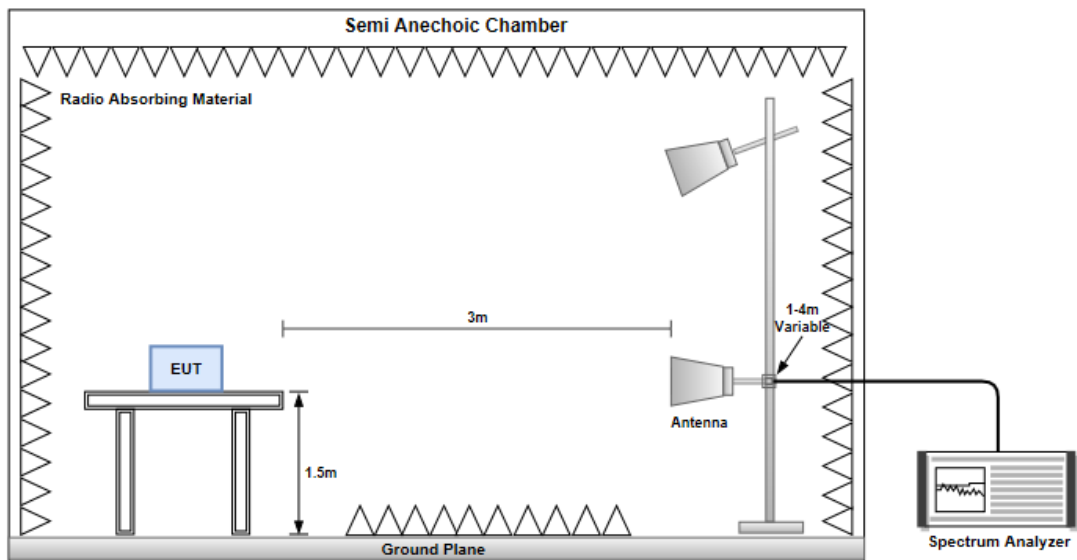 Semi Anechoic Chamber
Radio Absorbing Material
3m
1-4m
Variable
EUT
Antenna
1.5m
Ground Plane
Spectrum Analyzer